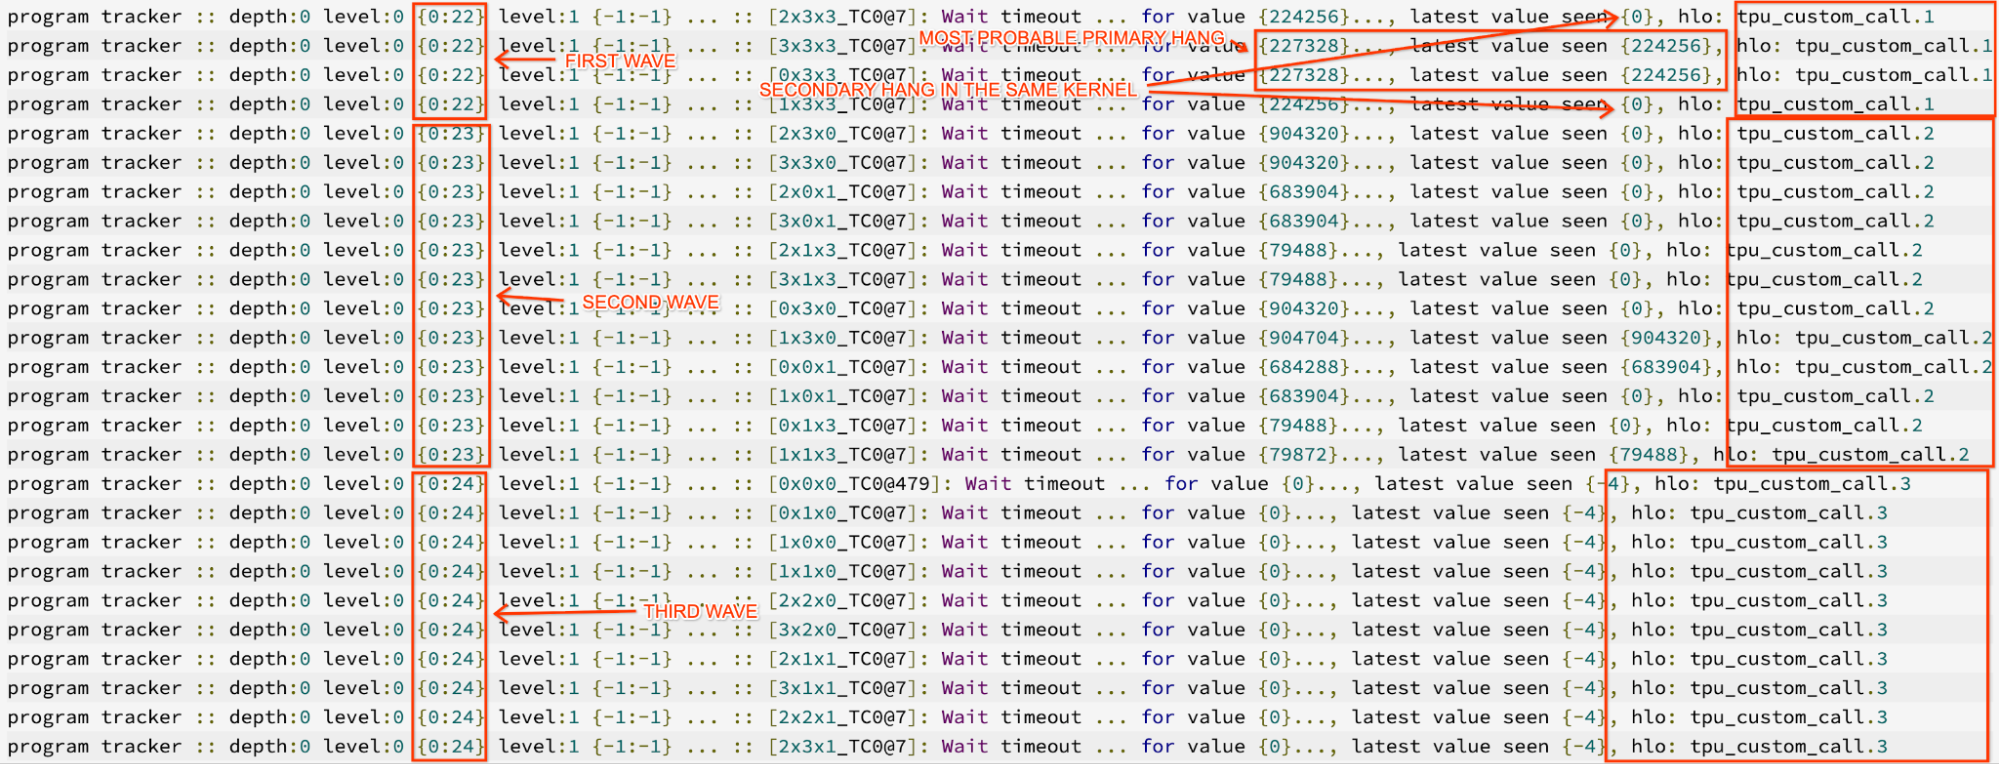 program tracker :: depth:0 level:0 {0:22} level:1 {-1:-1} ... :: [2x3x3_TC0@7]: Wait timeout ... for value {224256}..., latest value seen {0}, hlo: tpu_custom_call.1
MOST PROBABLE PRIMARY HANG
program tracker :: depth:0 level:0 {0:22} level:1 {-1:-1} ... :: [3x3x3_TC0@7]: Wait timeout ... for value {227328}..., latest value seen {224256}, hlo: tpu_custom_call.1
FIRST WAVE
program tracker :: depth:0 level:0 {0:22} level:1 {-1:-1} ... :: [0x3x3_TC0@7]: Wait timeout ... for value {227328}..., latest value seen {224256}, hlo: tpu_custom_call.1
SECONDARY HANG IN THE SAME KERNEL
program tracker :: depth:0 level:0 {0:22} level:1 {-1:-1} ... :: [1x3x3_TC0@7]: Wait timeout ... for value {224256}..., latest value seen {0}, hlo: tpu_custom_call.1
program tracker :: depth:0 level:0 {0:23} level:1 {-1:-1} ... :: [2x3x0_TC0@7]: Wait timeout ... for value {904320}..., latest value seen {0}, hlo: tpu_custom_call.2
program tracker :: depth:0 level:0 {0:23} level:1 {-1:-1} ... :: [3x3x0_TC0@7]: Wait timeout ... for value {904320}..., latest value seen {0}, hlo: tpu_custom_call.2
program tracker :: depth:0 level:0 {0:23} level:1 {-1:-1} ... :: [2x0x1_TC0@7]: Wait timeout ... for value {683904}..., latest value seen {0}, hlo: tpu_custom_call.2
program tracker :: depth:0 level:0 {0:23} level:1 {-1:-1} ... :: [3x0x1_TC0@7]: Wait timeout ... for value {683904}..., latest value seen {0}, hlo: tpu_custom_call.2
program tracker :: depth:0 level:0 {0:23} level:1 {-1:-1} ... :: [2x1x3_TC0@7]: Wait timeout ... for value {79488}..., latest value seen {0}, hlo: tpu_custom_call.2
program tracker :: depth:0 level:0 {0:23} level:1 {-1:-1} ... :: [3x1x3_TC0@7]: Wait timeout ... for value {79488}..., latest value seen {0}, hlo: tpu_custom_call.2
SECOND WAVE
program tracker :: depth:0 level:0 {0:23} level:1 {-1:-1} ... :: [0x3x0_TC0@7]: Wait timeout ... for value {904320}..., latest value seen {0}, hlo: tpu_custom_call.2
program tracker :: depth:0 level:0 {0:23} level:1 {-1:-1} ... :: [1x3x0_TC0@7]: Wait timeout ... for value {904704}..., latest value seen {904320}, hlo: tpu_custom_call.2
program tracker :: depth:0 level:0 {0:23} level:1 {-1:-1} ... :: [0x0x1_TC0@7]: Wait timeout ... for value {684288}..., latest value seen {683904}, hlo: tpu_custom_call.2
program tracker :: depth:0 level:0 {0:23} level:1 {-1:-1} ... :: [1x0x1_TC0@7]: Wait timeout ... for value {683904}..., latest value seen {0}, hlo: tpu_custom_call.2
program tracker :: depth:0 level:0 {0:23} level:1 {-1:-1} ... :: [0x1x3_TC0@7]: Wait timeout ... for value {79488}..., latest value seen {0}, hlo: tpu_custom_call.2
program tracker :: depth:0 level:0 {0:23} level:1 {-1:-1} ... :: [1x1x3_TC0@7]: Wait timeout ... for value {79872}..., latest value seen {79488}, hlo: tpu_custom_call.2
program tracker :: depth:0 level:0 {0:24} level:1 {-1:-1} ... :: [0x0x0_TC0@479]: Wait timeout ... for value {0}..., latest value seen {-4}, hlo: tpu_custom_call.3
program tracker :: depth:0 level:0 {0:24} level:1 {-1:-1} ... :: [0x1x0_TC0@7]: Wait timeout ... for value {0}..., latest value seen {-4}, hlo: tpu_custom_call.3
program tracker :: depth:0 level:0 {0:24} level:1 {-1:-1} ... :: [1x0x0_TC0@7]: Wait timeout ... for value {0}..., latest value seen {-4}, hlo: tpu_custom_call.3
program tracker :: depth:0 level:0 {0:24} level:1 {-1:-1} ... :: [1x1x0_TC0@7]: Wait timeout ... for value {0}..., latest value seen {-4}, hlo: tpu_custom_call.3
program tracker :: depth:0 level:0 {0:24} level:1 {-1:-1} ... :: [2x2x0_TC0@7]: Wait timeout ... for value {0}..., latest value seen {-4}, hlo: tpu_custom_call.3
THIRD WAVE
program tracker :: depth:0 level:0 {0:24} level:1 {-1:-1} ... :: [3x2x0_TC0@7]: Wait timeout ... for value {0}..., latest value seen {-4}, hlo: tpu_custom_call.3
program tracker :: depth:0 level:0 {0:24} level:1 {-1:-1} ... :: [2x1x1_TC0@7]: Wait timeout ... for value {0}..., latest value seen {-4}, hlo: tpu_custom_call.3
program tracker :: depth:0 level:0 {0:24} level:1 {-1:-1} ... :: [3x1x1_TC0@7]: Wait timeout ... for value {0}..., latest value seen {-4}, hlo: tpu_custom_call.3
program tracker :: depth:0 level:0 {0:24} level:1 {-1:-1} ... :: [2x2x1_TC0@7]: Wait timeout ... for value {0}..., latest value seen {-4}, hlo: tpu_custom_call.3
program tracker :: depth:0 level:0 {0:24} level:1 {-1:-1} ... :: [2x3x1_TC0@7]: Wait timeout ... for value {0}..., latest value seen {-4}, hlo: tpu_custom_call.3